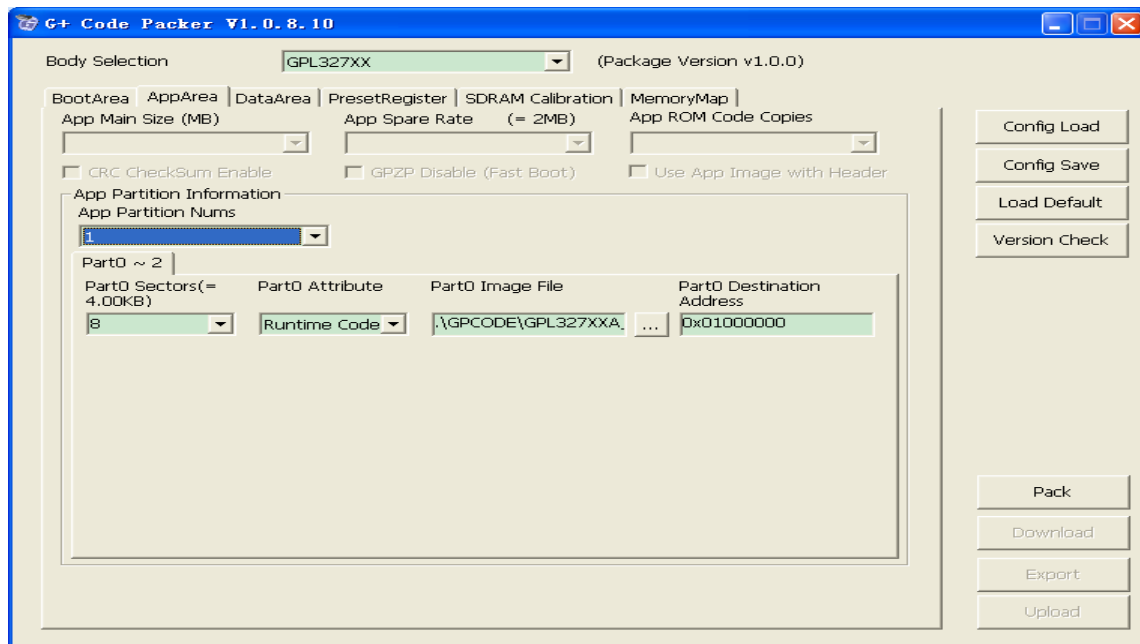 G+ Code Packer V1.0.8.10
Body Selection GPL327XX (Package Version v1.0.0)
BootArea AppArea DataArea PresetRegister SDRAM Calibration MemoryMap
App Main Size (MB) App Spare Rate (= 2MB) App ROM Code Copies
CRC CheckSum Enable GPZP Disable (Fast Boot) Use App Image with Header
App Partition Information
App Partition Nums
1
Part0 ~ 2
Part0 Sectors(= 4.00KB) Part0 Attribute Part0 Image File Part0 Destination Address
8 Runtime Code .\GPCODE\GPL327XXA_ ... 0x01000000
Config Load
Config Save
Load Default
Version Check
Pack
Download
Export
Upload